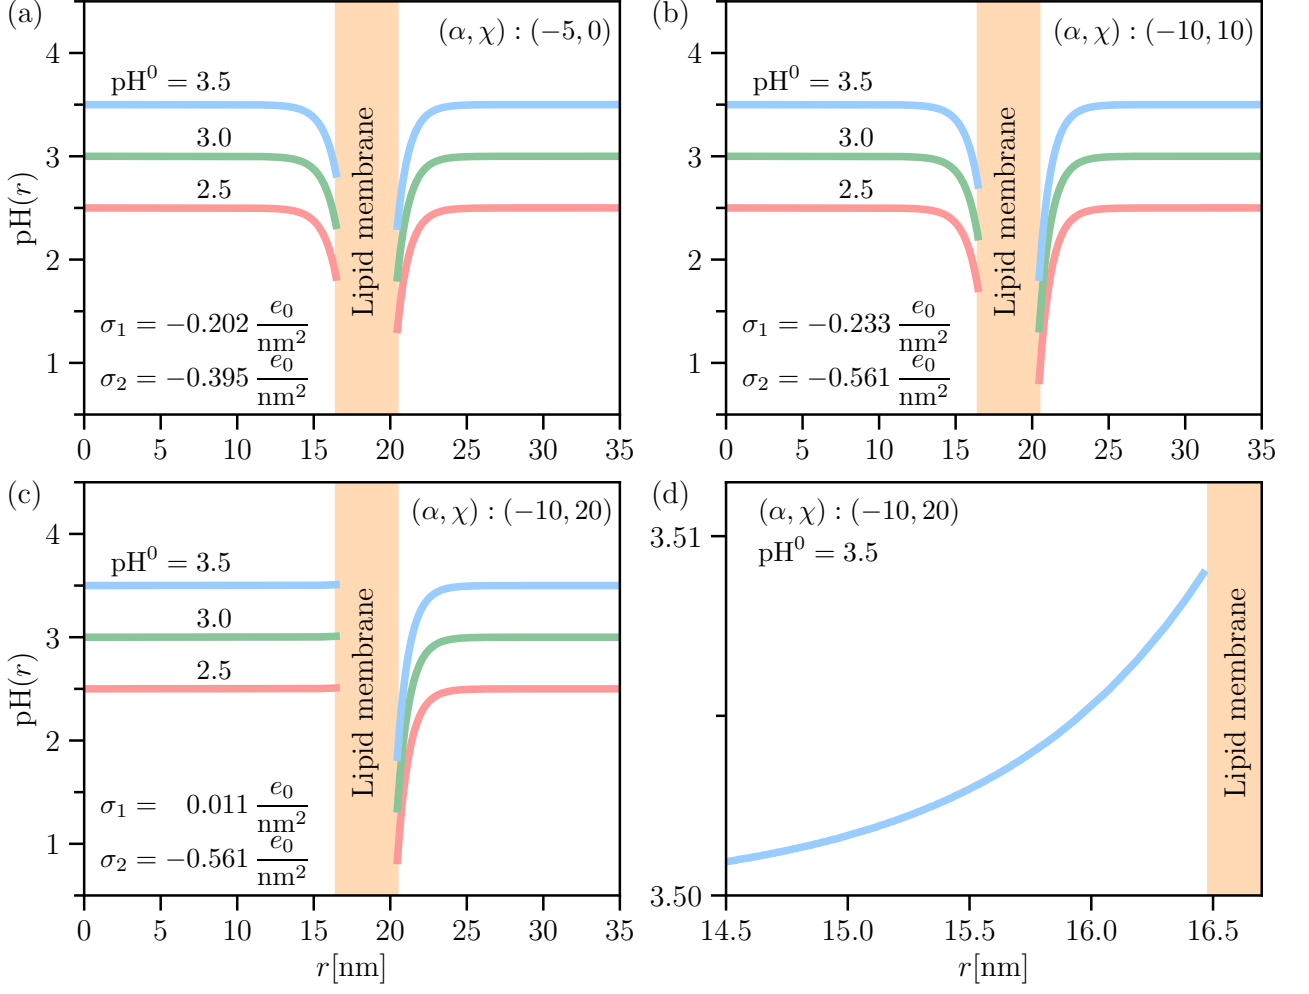 (a)
(α, χ) : (−5, 0)
pH⁰ = 3.5
3.0
2.5
Lipid membrane
σ₁ = −0.202 e₀/nm²
σ₂ = −0.395 e₀/nm²
pH(r)
4
3
2
1
0 5 10 15 20 25 30 35
(b)
(α, χ) : (−10, 10)
pH⁰ = 3.5
3.0
2.5
Lipid membrane
σ₁ = −0.233 e₀/nm²
σ₂ = −0.561 e₀/nm²
4
3
2
1
0 5 10 15 20 25 30 35
(c)
(α, χ) : (−10, 20)
pH⁰ = 3.5
3.0
2.5
Lipid membrane
σ₁ = 0.011 e₀/nm²
σ₂ = −0.561 e₀/nm²
pH(r)
4
3
2
1
0 5 10 15 20 25 30 35
r[nm]
(d)
(α, χ) : (−10, 20)
pH⁰ = 3.5
Lipid membrane
3.51
3.50
14.5 15.0 15.5 16.0 16.5
r[nm]